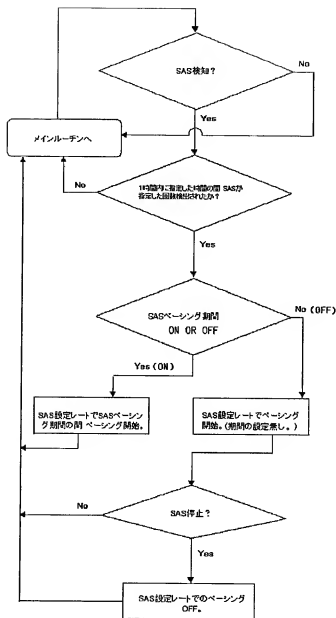 SAS検知？
No
Yes
メインルーチンへ
1時間内に指定した時間の間 SASが
指定した回数検出されたか？
No
Yes
SASペーシング期間
ON OR OFF
No (OFF)
Yes (ON)
SAS設定レートでSASペーシン
グ期間の間 ペーシング開始。
SAS設定レートでペーシング
開始。(期間の設定無し。)
SAS停止？
No
Yes
SAS設定レートでのペーシング
OFF。